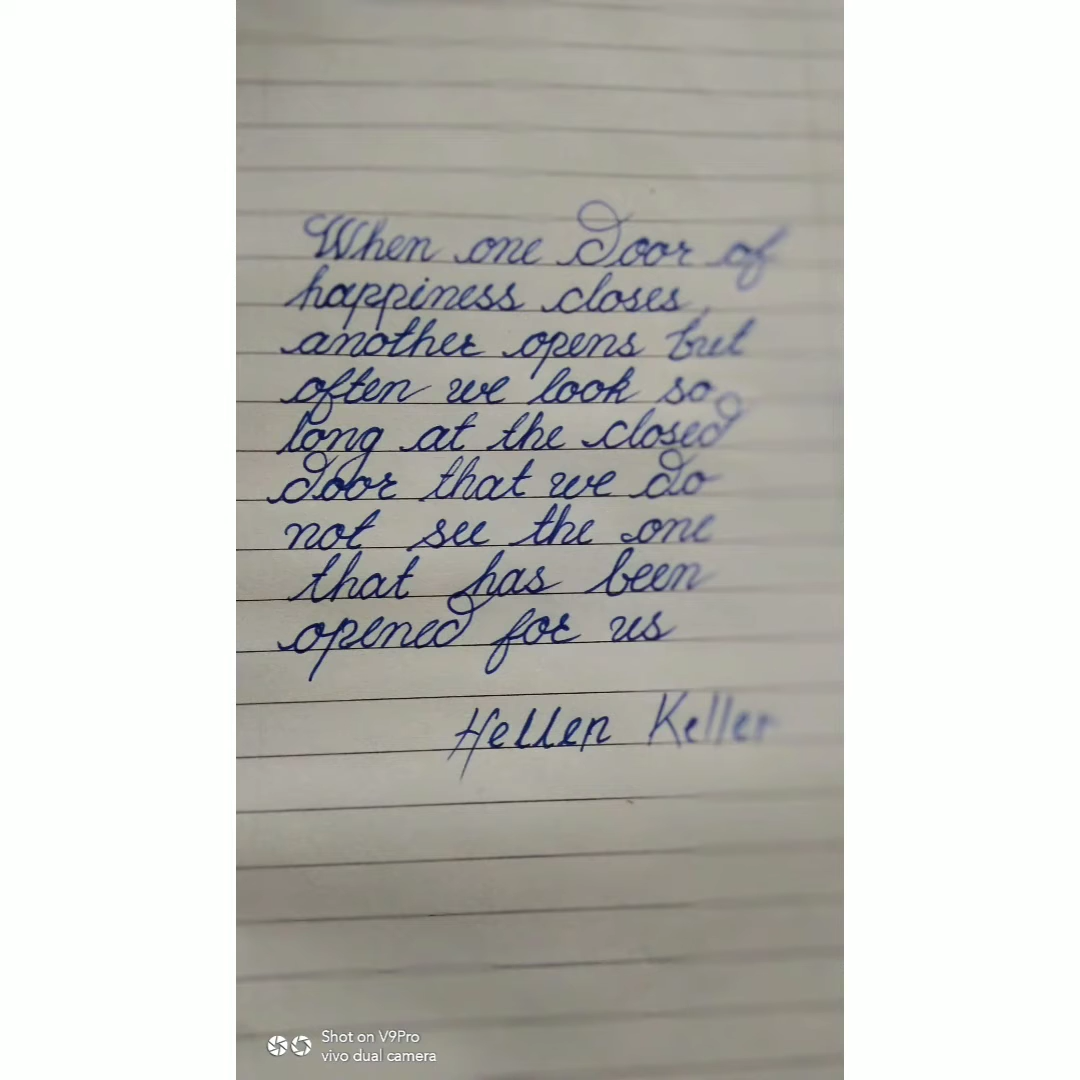 When one door of
happiness closes,
another opens but
often we look so
long at the closed
door that we do
not see the one
that has been
opened for us
Hellen Keller
Shot on V9Pro
vivo dual camera